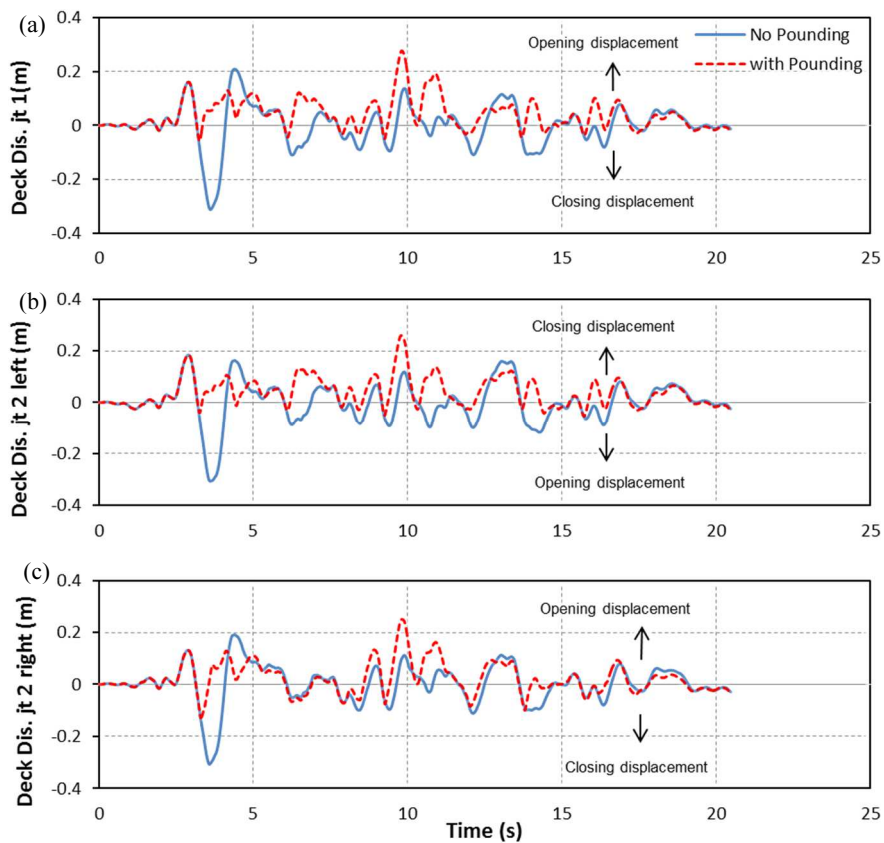 (a)
Deck Dis. jt 1(m)
0.4
0.2
0
-0.2
-0.4
Opening displacement
Closing displacement
No Pounding
with Pounding
0 5 10 15 20 25
(b)
Deck Dis. jt 2 left (m)
0.4
0.2
0
-0.2
-0.4
Closing displacement
Opening displacement
0 5 10 15 20 25
(c)
Deck Dis. jt 2 right (m)
0.4
0.2
0
-0.2
-0.4
Opening displacement
Closing displacement
0 5 10 15 20 25
Time (s)